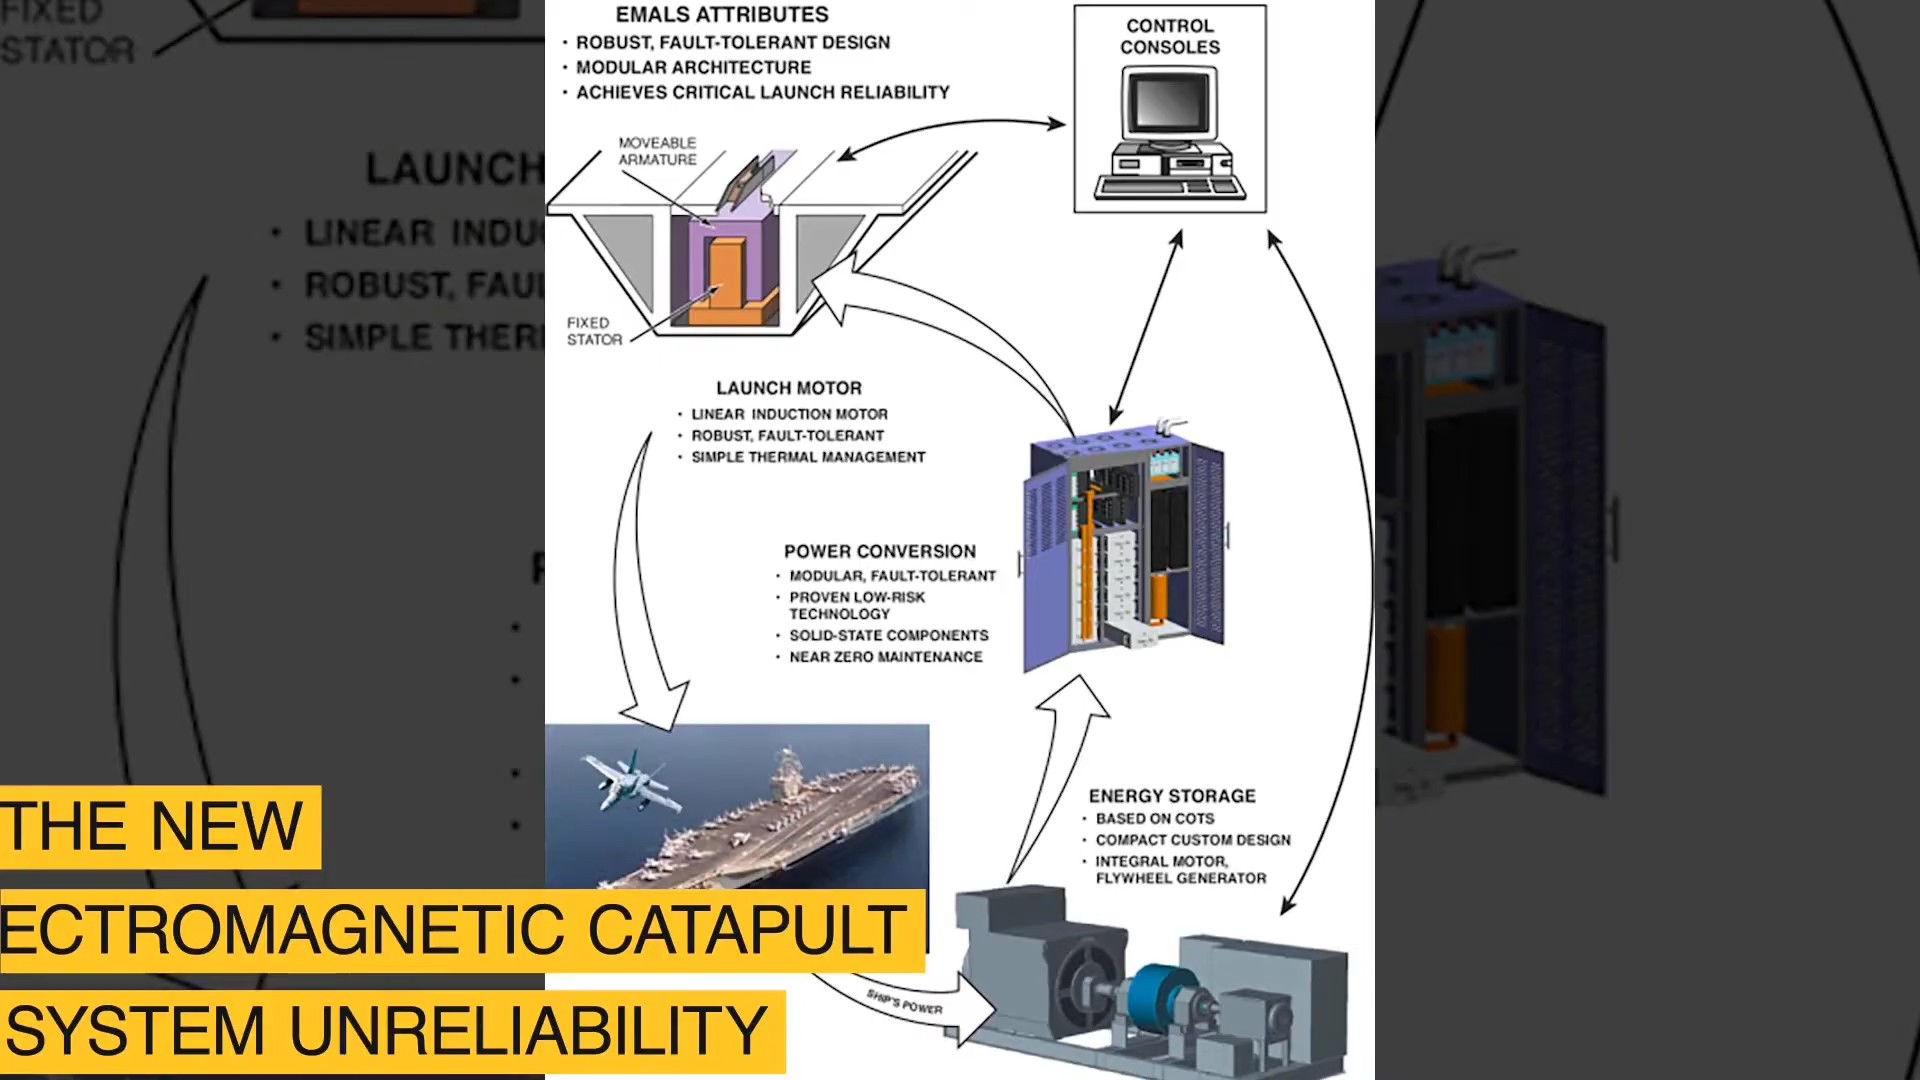 EMALS ATTRIBUTES
• ROBUST, FAULT-TOLERANT DESIGN
• MODULAR ARCHITECTURE
• ACHIEVES CRITICAL LAUNCH RELIABILITY
CONTROL
CONSOLES
MOVEABLE
ARMATURE
FIXED
STATOR
LAUNCH MOTOR
• LINEAR INDUCTION MOTOR
• ROBUST, FAULT-TOLERANT
• SIMPLE THERMAL MANAGEMENT
POWER CONVERSION
• MODULAR, FAULT-TOLERANT
• PROVEN LOW-RISK
TECHNOLOGY
• SOLID-STATE COMPONENTS
• NEAR ZERO MAINTENANCE
ENERGY STORAGE
• BASED ON COTS
• COMPACT CUSTOM DESIGN
• INTEGRAL MOTOR,
FLYWHEEL GENERATOR
SHIP'S POWER
FIXED
STATOR
LAUNCH
• LINEAR INDU
• ROBUST, FAU
• SIMPLE THER
THE NEW
ECTROMAGNETIC CATAPULT
SYSTEM UNRELIABILITY